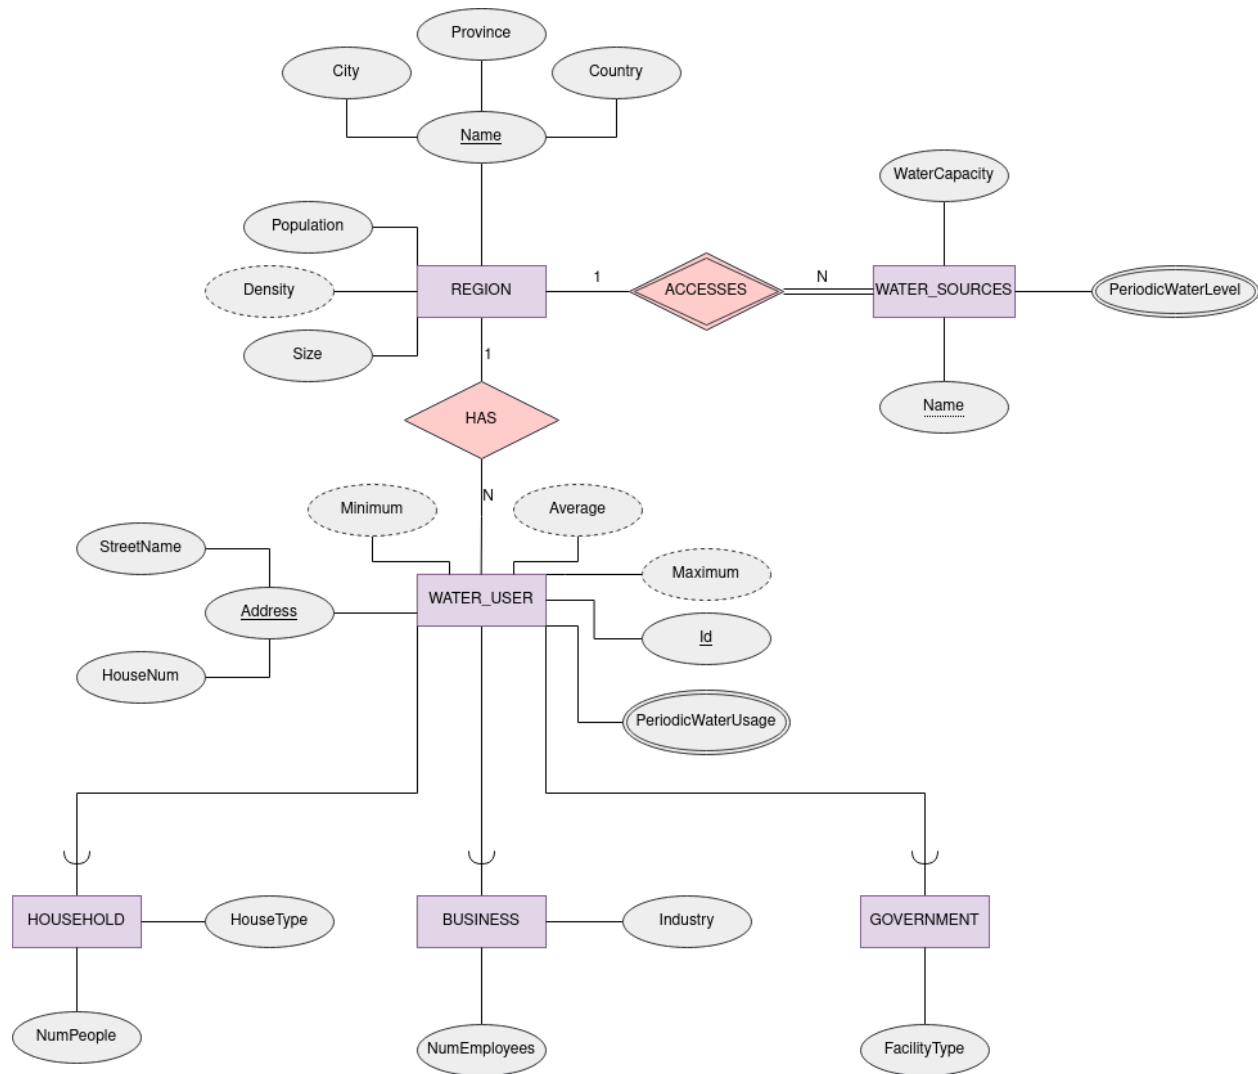 Province
City
Country
Name
WaterCapacity
Population
Density
REGION
1
ACCESSES
N
WATER_SOURCES
PeriodicWaterLevel
Size
1
Name
HAS
N
Minimum
Average
StreetName
Maximum
WATER_USER
Address
Id
HouseNum
PeriodicWaterUsage
HOUSEHOLD
HouseType
BUSINESS
Industry
GOVERNMENT
NumPeople
NumEmployees
FacilityType